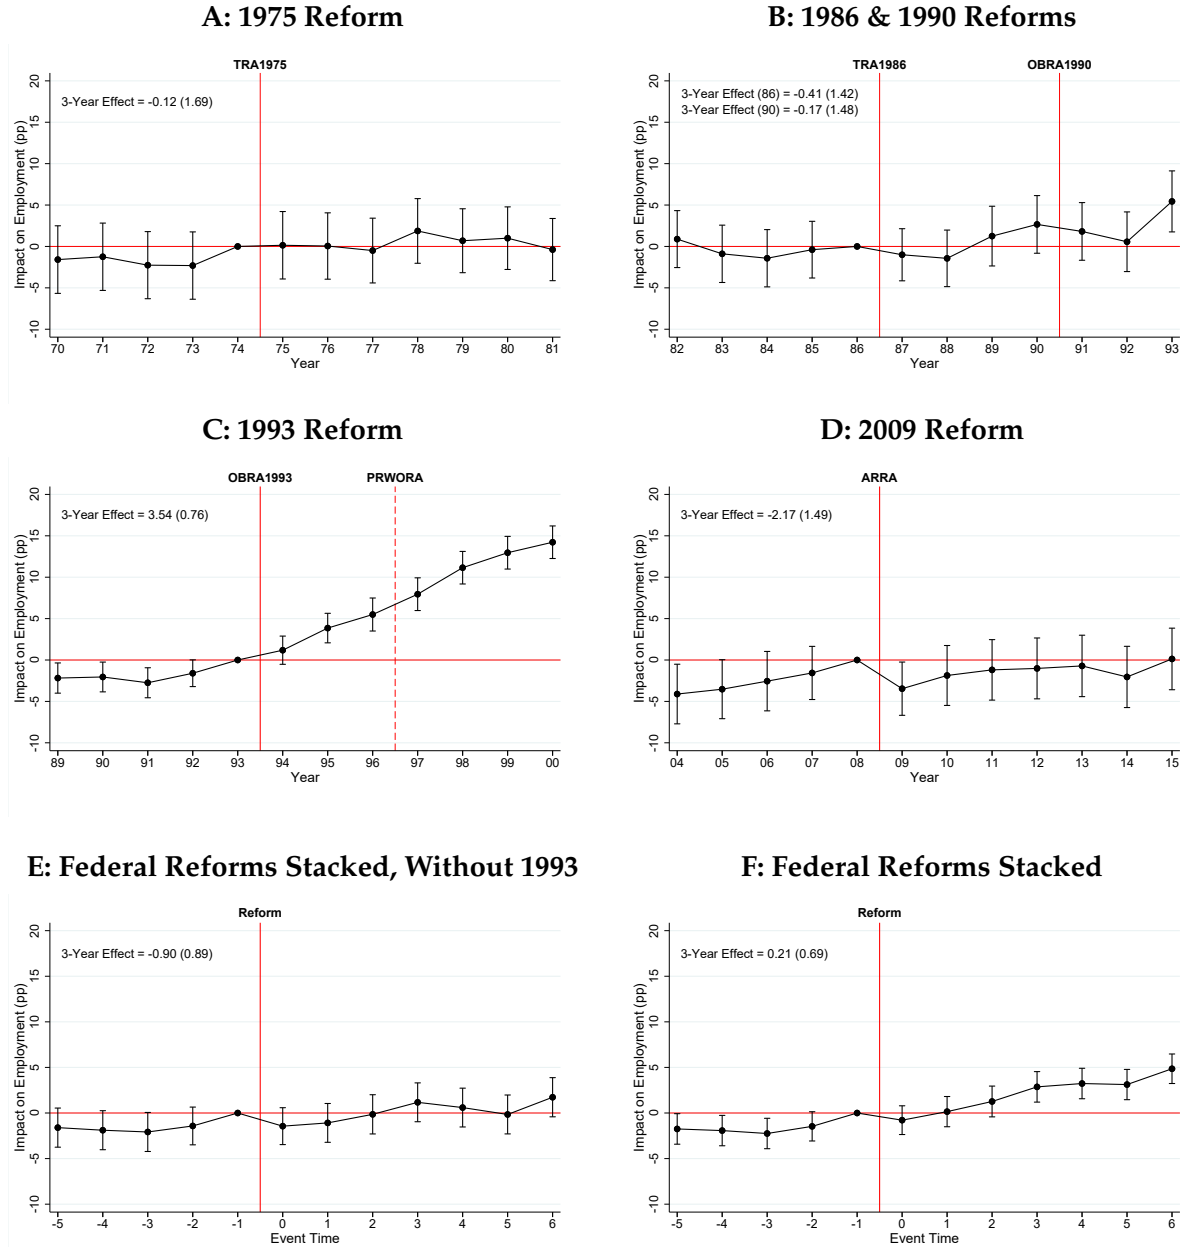 A: 1975 Reform
TRA1975
3-Year Effect = -0.12 (1.69)
Impact on Employment (pp)
20
15
10
5
0
-5
-10
70 71 72 73 74 75 76 77 78 79 80 81
Year
B: 1986 & 1990 Reforms
TRA1986 OBRA1990
3-Year Effect (86) = -0.41 (1.42)
3-Year Effect (90) = -0.17 (1.48)
Impact on Employment (pp)
20
15
10
5
0
-5
-10
82 83 84 85 86 87 88 89 90 91 92 93
Year
C: 1993 Reform
OBRA1993 PRWORA
3-Year Effect = 3.54 (0.76)
Impact on Employment (pp)
20
15
10
5
0
-5
-10
89 90 91 92 93 94 95 96 97 98 99 00
Year
D: 2009 Reform
ARRA
3-Year Effect = -2.17 (1.49)
Impact on Employment (pp)
20
15
10
5
0
-5
-10
04 05 06 07 08 09 10 11 12 13 14 15
Year
E: Federal Reforms Stacked, Without 1993
Reform
3-Year Effect = -0.90 (0.89)
Impact on Employment (pp)
20
15
10
5
0
-5
-10
-5 -4 -3 -2 -1 0 1 2 3 4 5 6
Event Time
F: Federal Reforms Stacked
Reform
3-Year Effect = 0.21 (0.69)
Impact on Employment (pp)
20
15
10
5
0
-5
-10
-5 -4 -3 -2 -1 0 1 2 3 4 5 6
Event Time